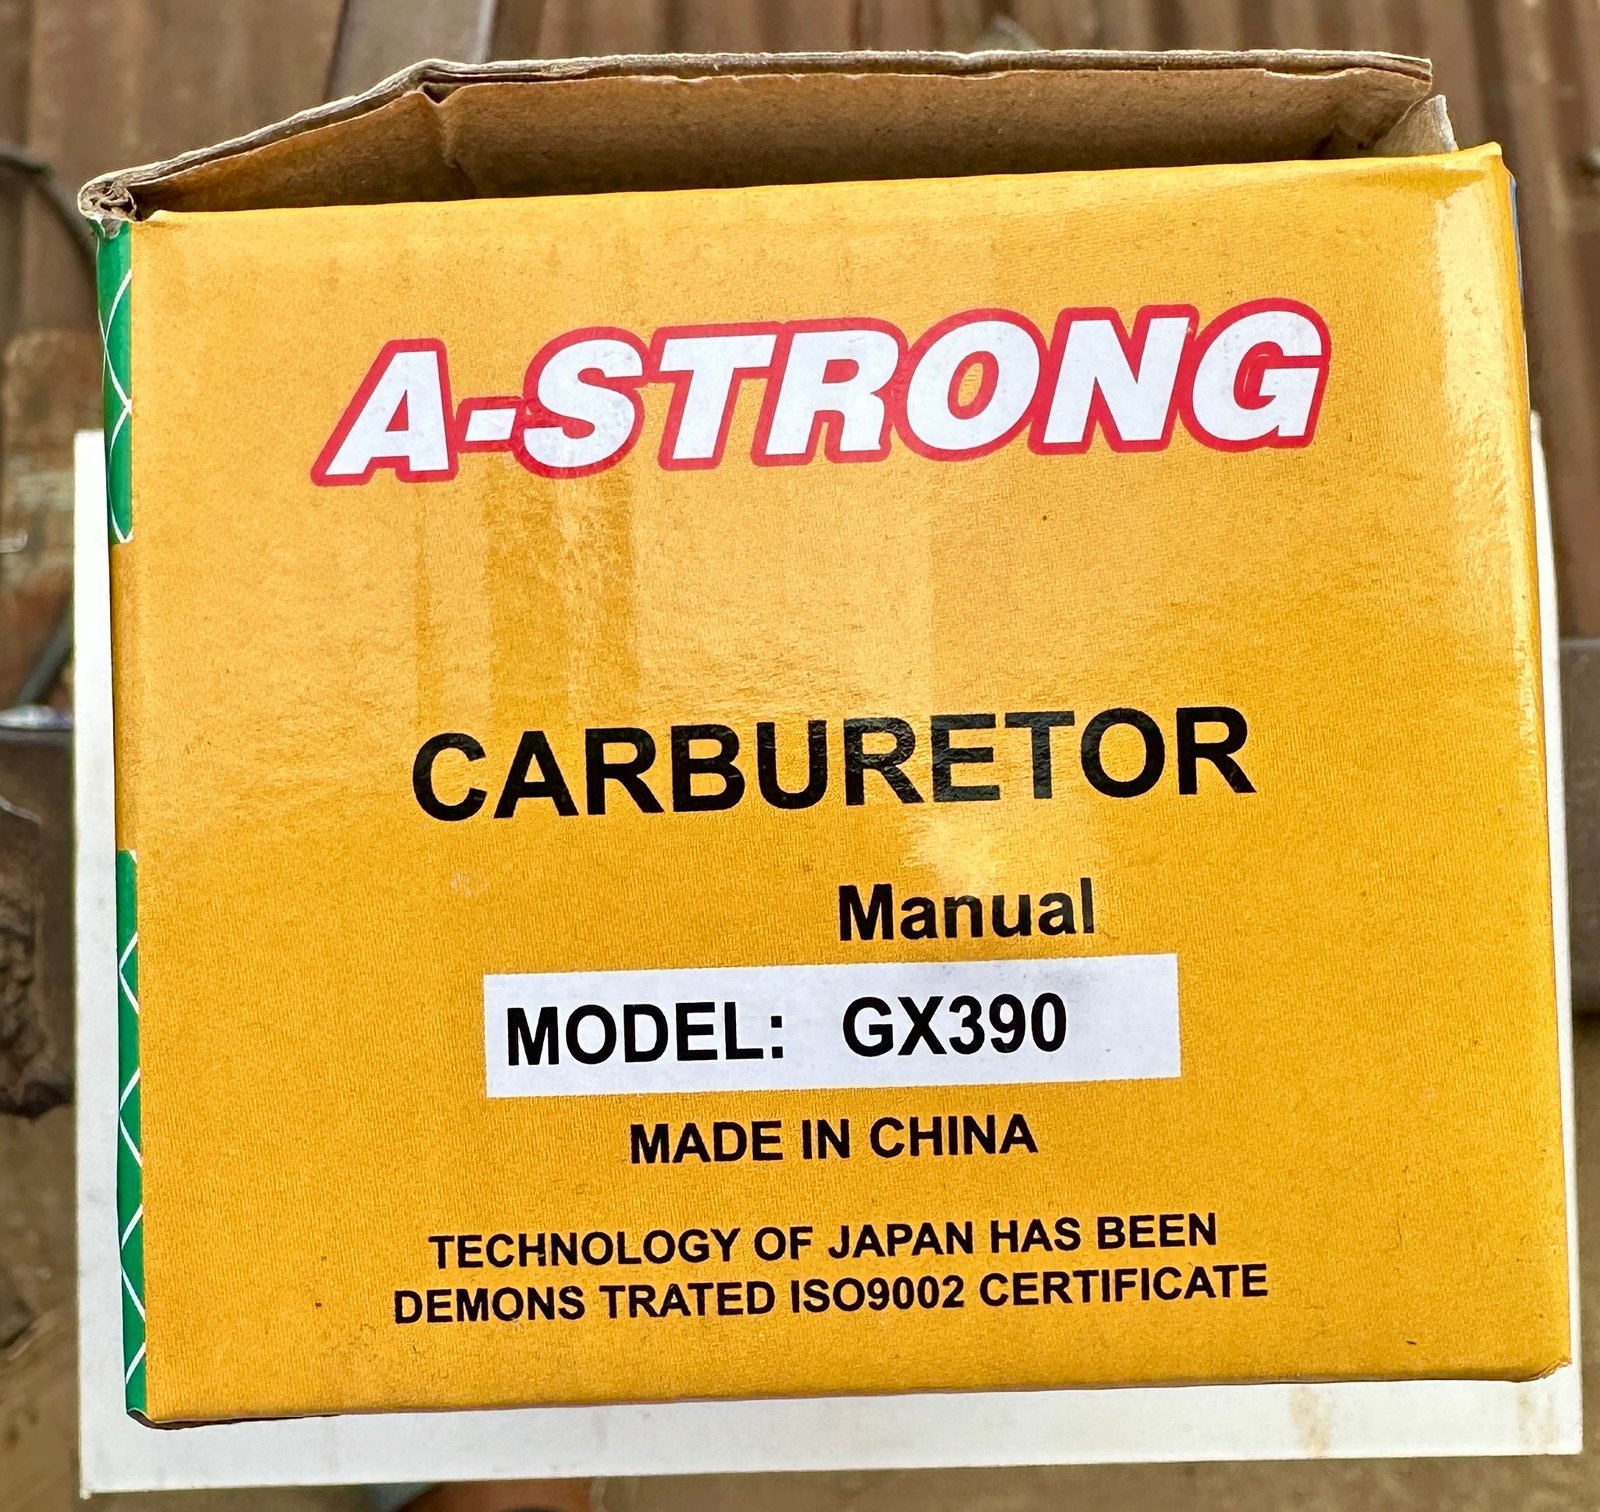 A-STRONG
CARBURETOR
Manual
MODEL: GX390
MADE IN CHINA
TECHNOLOGY OF JAPAN HAS BEEN
DEMONS TRATED ISO9002 CERTIFICATE